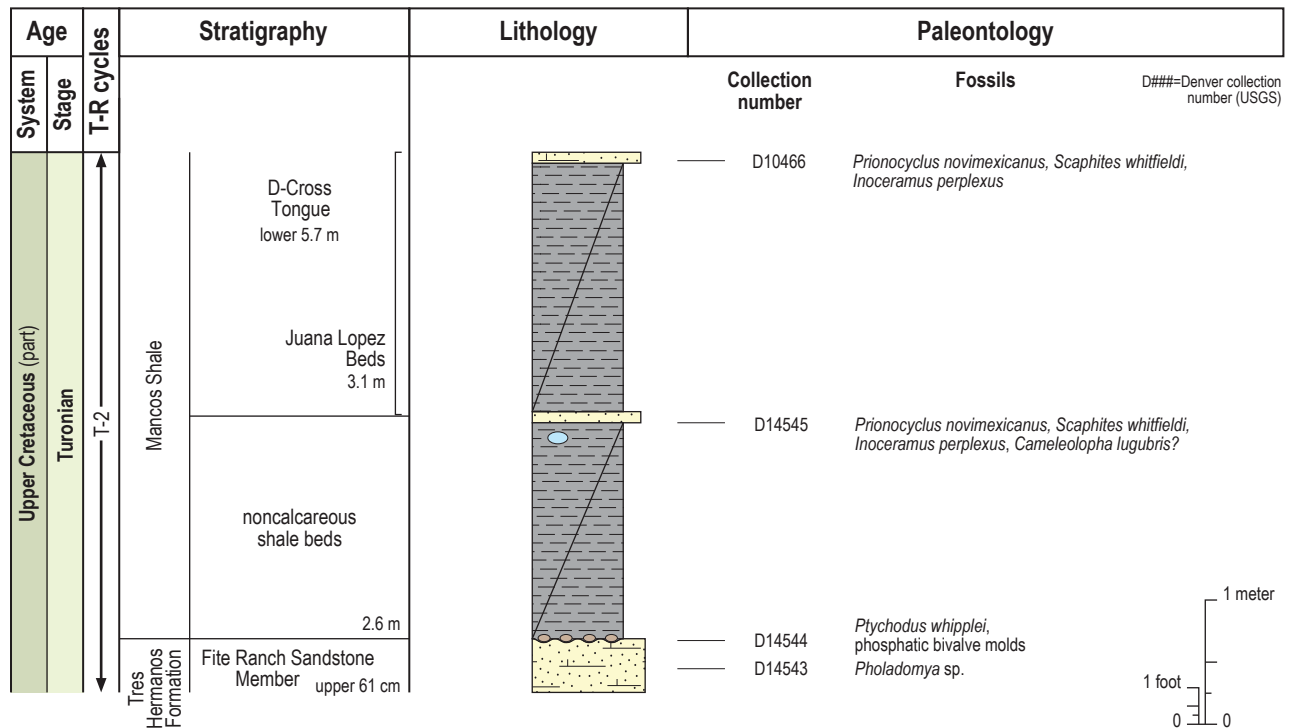 Age
Stratigraphy
Lithology
Paleontology
System
Stage
T-R cycles
Collection
number
Fossils
D###=Denver collection
number (USGS)
Upper Cretaceous (part)
Turonian
T-2
Mancos Shale
D-Cross
Tongue
lower 5.7 m
Juana Lopez
Beds
3.1 m
noncalcareous
shale beds
2.6 m
Tres
Hermanos
Formation
Fite Ranch Sandstone
Member
upper 61 cm
D10466
Prionocyclus novimexicanus, Scaphites whitfieldi,
Inoceramus perplexus
D14545
Prionocyclus novimexicanus, Scaphites whitfieldi,
Inoceramus perplexus, Cameleolopha lugubris?
D14544
Ptychodus whipplei,
phosphatic bivalve molds
D14543
Pholadomya sp.
1 meter
1 foot
0
0